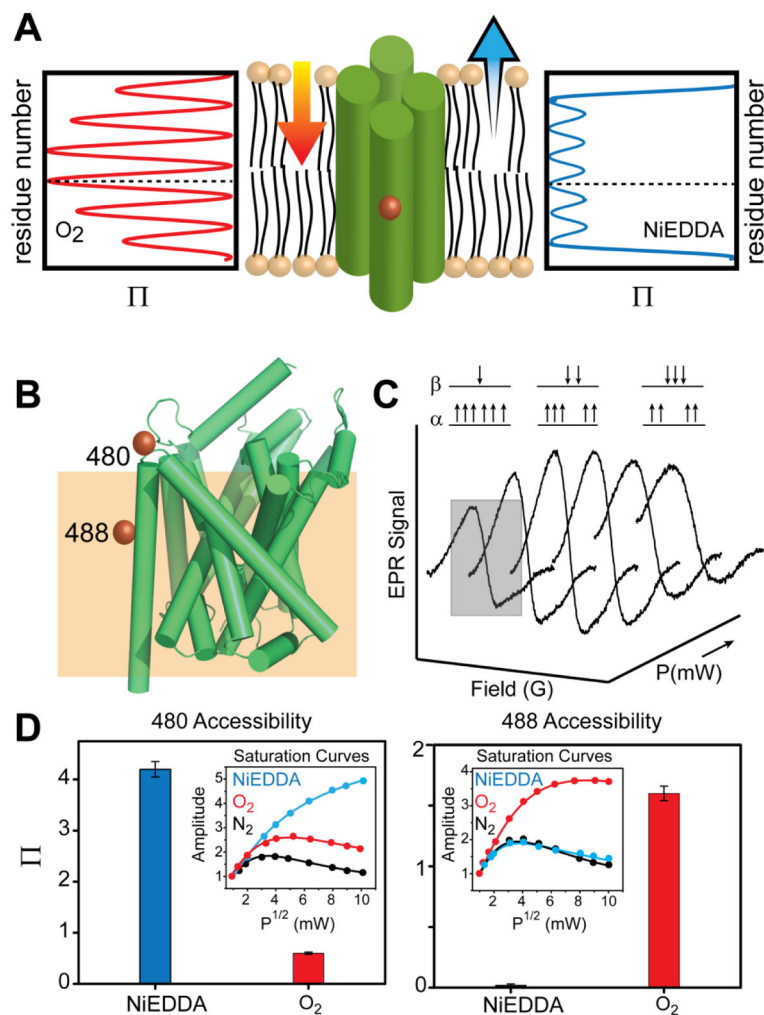 A
residue number
O2
Π
NiEDDA
Π
residue number
B
480
488
C
β
α
EPR Signal
Field (G)
P(mW)
D
480 Accessibility
Π
4
3
2
1
0
NiEDDA
O2
Saturation Curves
NiEDDA
O2
N2
Amplitude
5
4
3
2
1
2 4 6 8 10
P1/2 (mW)
488 Accessibility
2
1
0
NiEDDA
O2
Saturation Curves
NiEDDA
O2
N2
Amplitude
4
3
2
1
2 4 6 8 10
P1/2 (mW)